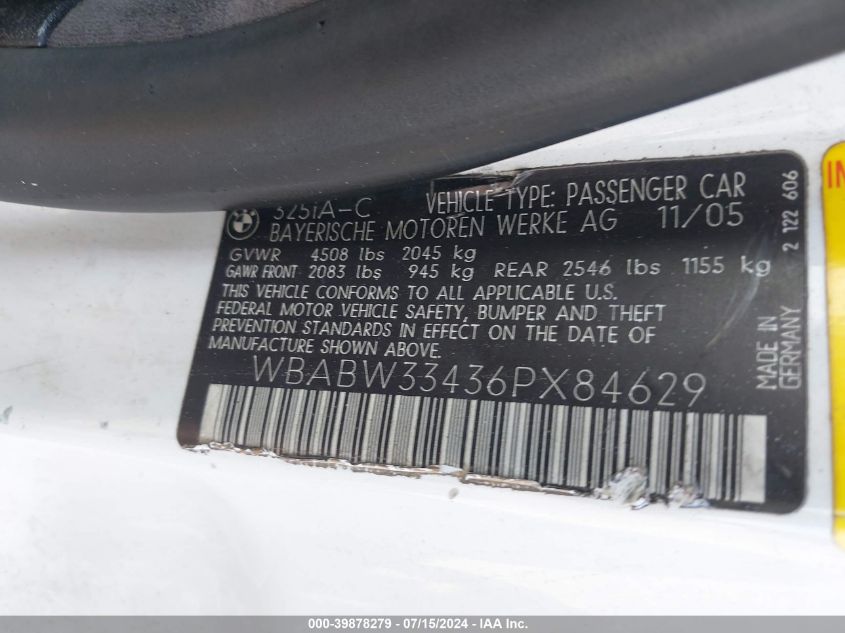 325iA-C VEHICLE TYPE: PASSENGER CAR
BAYERISCHE MOTOREN WERKE AG 11/05
GVWR 4508 lbs 2045 kg
GAWR FRONT 2083 lbs 945 kg REAR 2546 lbs 1155 kg
THIS VEHICLE CONFORMS TO ALL APPLICABLE U.S.
FEDERAL MOTOR VEHICLE SAFETY, BUMPER AND THEFT
PREVENTION STANDARDS IN EFFECT ON THE DATE OF
MANUFACTURE SHOWN ABOVE.
WBABW33436PX84629
MADE IN
GERMANY
2 122 606
BMW
000-39878279 / 07/15/2024 - IAA Inc.